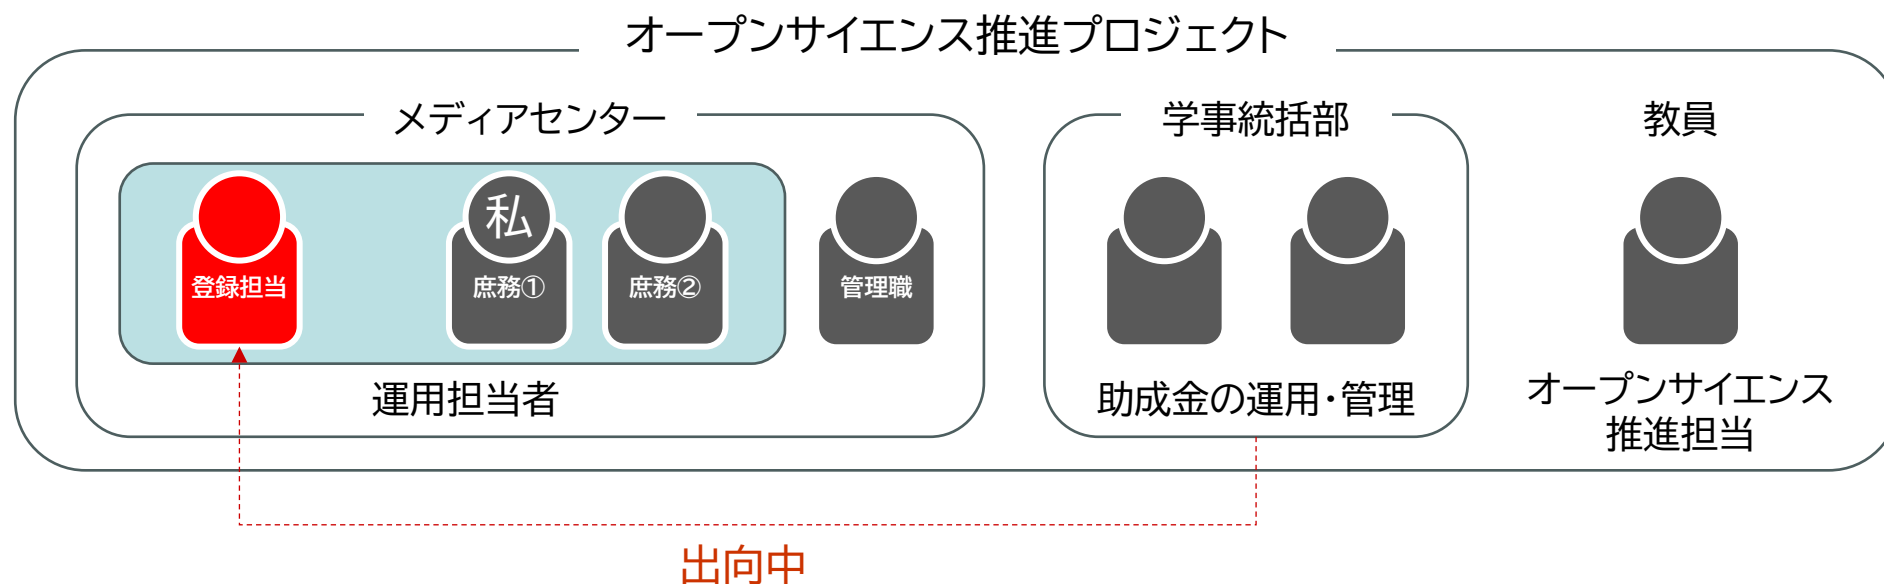 オープンサイエンス推進プロジェクト
メディアセンター
学事統括部
教員
私
登録担当
庶務①
庶務②
管理職
運用担当者
助成金の運用・管理
オープンサイエンス
推進担当
出向中